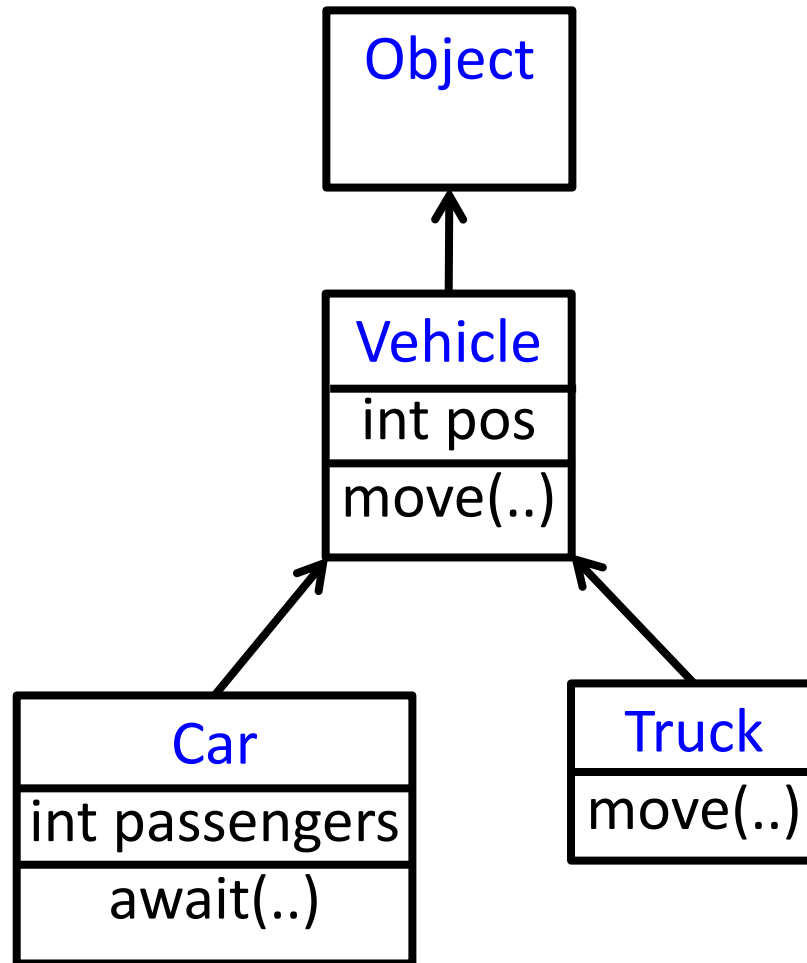 Object
Vehicle
int pos
move(..)
Car
int passengers
await(..)
Truck
move(..)